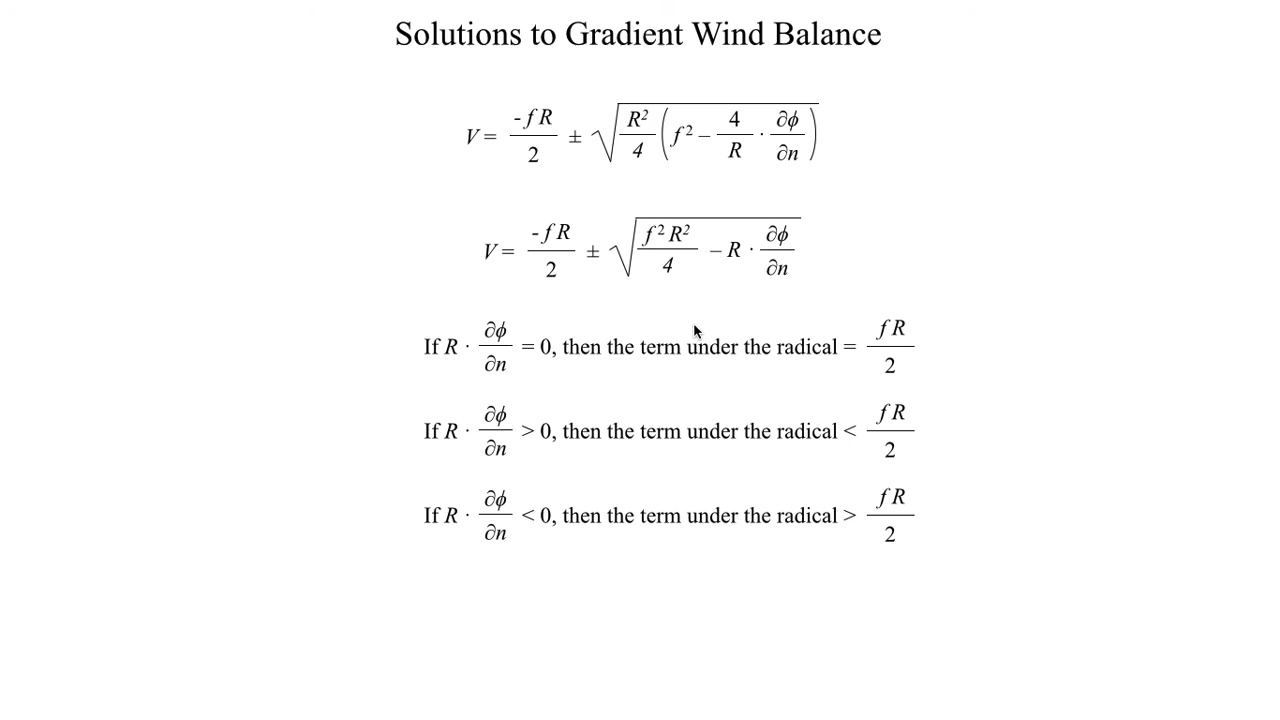 Solutions to Gradient Wind Balance
V = -fR/2 ± √(R²/4 (f² – 4/R · ∂ϕ/∂n))
V = -fR/2 ± √(f²R²/4 – R · ∂ϕ/∂n)
If R · ∂ϕ/∂n = 0, then the term under the radical = fR/2
If R · ∂ϕ/∂n > 0, then the term under the radical < fR/2
If R · ∂ϕ/∂n < 0, then the term under the radical > fR/2